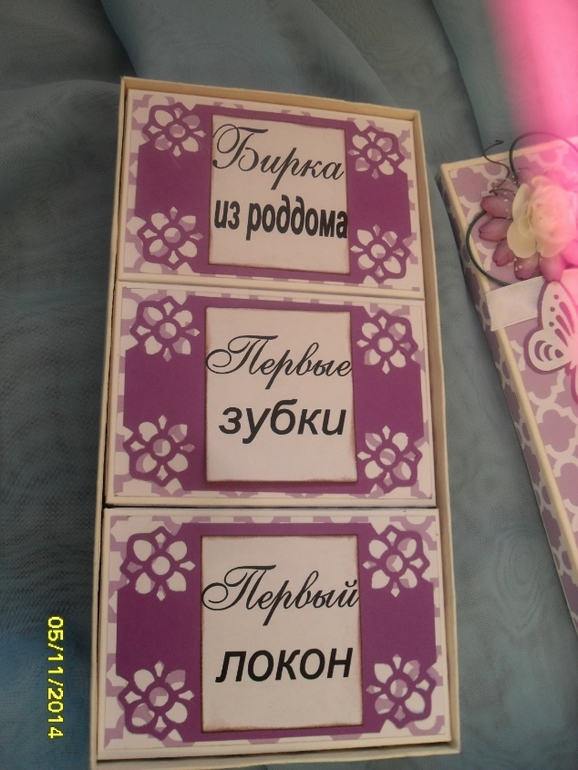 Бирка
из роддома
Первые
зубки
Первый
локон
05/11/2014